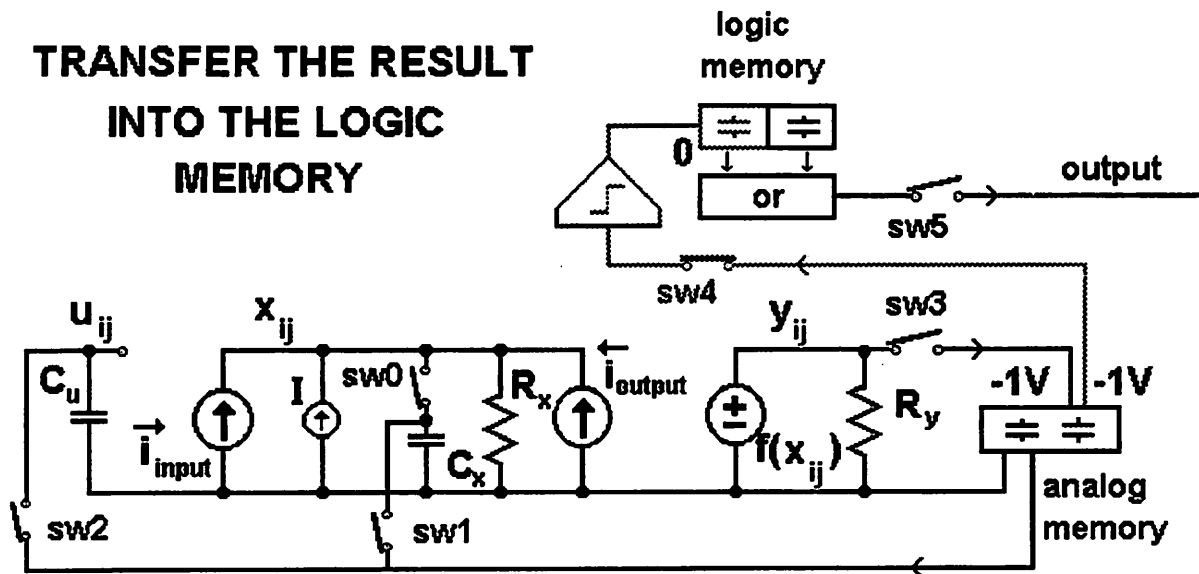 TRANSFER THE RESULT
INTO THE LOGIC
MEMORY
logic
memory
0
or
output
sw5
sw4
sw3
u ij
x ij
y ij
C u
i input
I
sw0
R x
i output
C x
f(x ij)
R y
-1V -1V
analog
memory
sw2
sw1